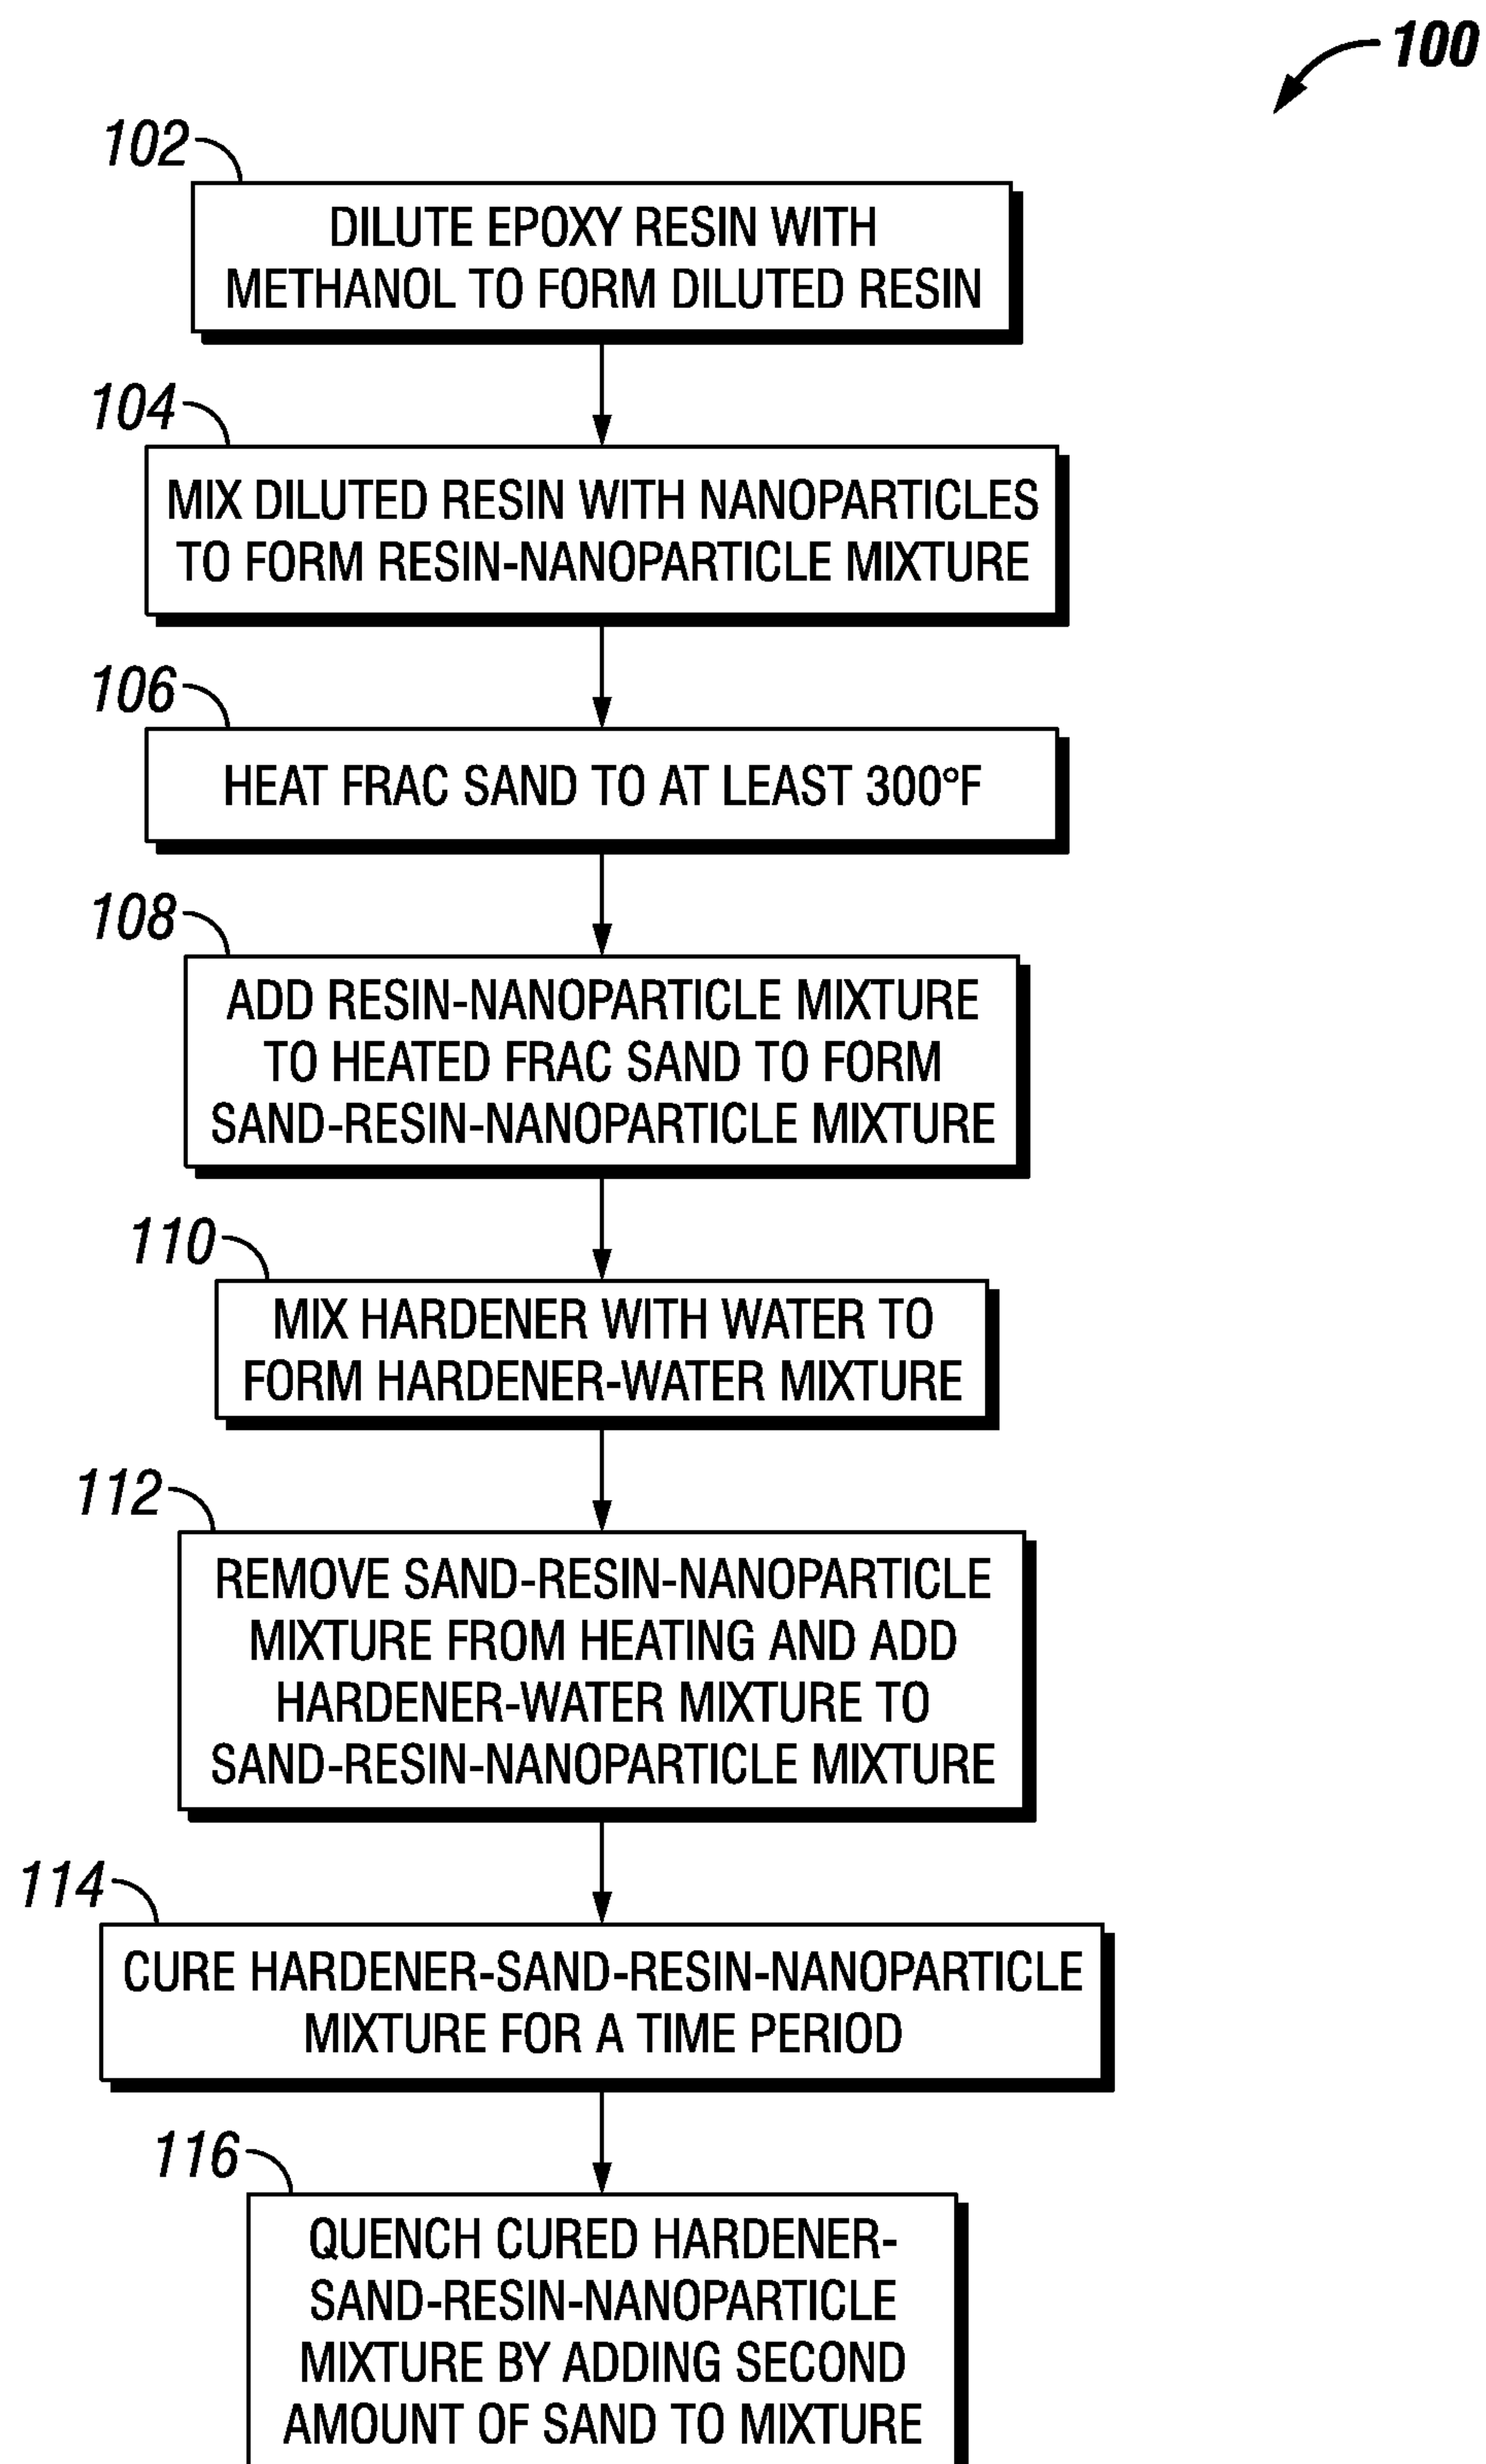 100
102
DILUTE EPOXY RESIN WITH
METHANOL TO FORM DILUTED RESIN
104
MIX DILUTED RESIN WITH NANOPARTICLES
TO FORM RESIN-NANOPARTICLE MIXTURE
106
HEAT FRAC SAND TO AT LEAST 300°F
108
ADD RESIN-NANOPARTICLE MIXTURE
TO HEATED FRAC SAND TO FORM
SAND-RESIN-NANOPARTICLE MIXTURE
110
MIX HARDENER WITH WATER TO
FORM HARDENER-WATER MIXTURE
112
REMOVE SAND-RESIN-NANOPARTICLE
MIXTURE FROM HEATING AND ADD
HARDENER-WATER MIXTURE TO
SAND-RESIN-NANOPARTICLE MIXTURE
114
CURE HARDENER-SAND-RESIN-NANOPARTICLE
MIXTURE FOR A TIME PERIOD
116
QUENCH CURED HARDENER-
SAND-RESIN-NANOPARTICLE
MIXTURE BY ADDING SECOND
AMOUNT OF SAND TO MIXTURE